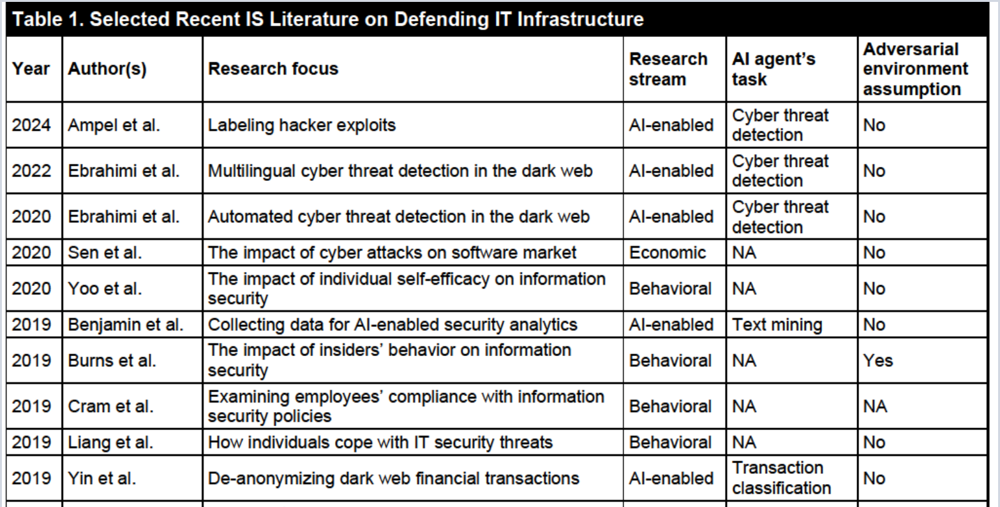 Table 1. Selected Recent IS Literature on Defending IT Infrastructure
Year Author(s) Research focus Research stream AI agent’s task Adversarial environment assumption
2024 Ampel et al. Labeling hacker exploits AI-enabled Cyber threat detection No
2022 Ebrahimi et al. Multilingual cyber threat detection in the dark web AI-enabled Cyber threat detection No
2020 Ebrahimi et al. Automated cyber threat detection in the dark web AI-enabled Cyber threat detection No
2020 Sen et al. The impact of cyber attacks on software market Economic NA No
2020 Yoo et al. The impact of individual self-efficacy on information security Behavioral NA No
2019 Benjamin et al. Collecting data for AI-enabled security analytics AI-enabled Text mining No
2019 Burns et al. The impact of insiders’ behavior on information security Behavioral NA Yes
2019 Cram et al. Examining employees’ compliance with information security policies Behavioral NA NA
2019 Liang et al. How individuals cope with IT security threats Behavioral NA No
2019 Yin et al. De-anonymizing dark web financial transactions AI-enabled Transaction classification No